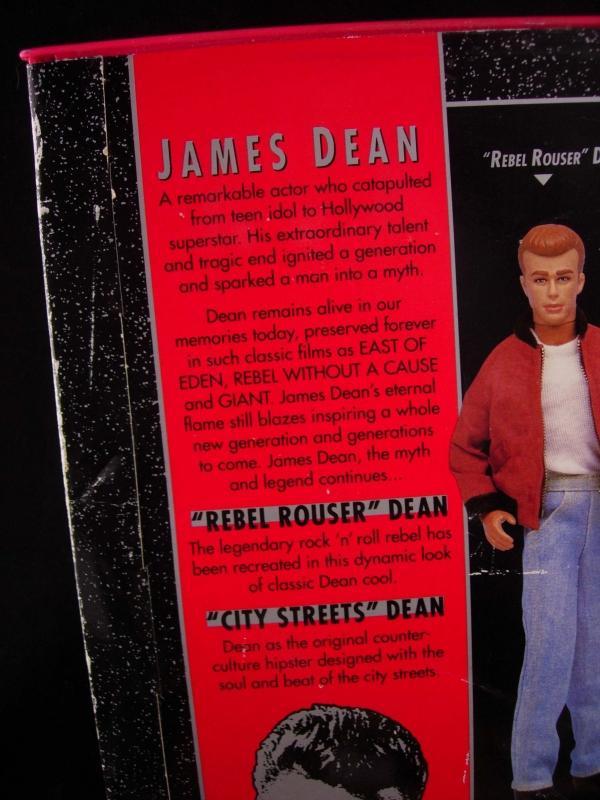 JAMES DEAN
A remarkable actor who catapulted
from teen idol to Hollywood
superstar. His extraordinary talent
and tragic end ignited a generation
and sparked a man into a myth.
Dean remains alive in our
memories today, preserved forever
in such classic films as EAST OF
EDEN, REBEL WITHOUT A CAUSE
and GIANT. James Dean's eternal
flame still blazes inspiring a whole
new generation and generations
to come. James Dean, the myth
and legend continues...
"REBEL ROUSER" DEAN
The legendary rock 'n' roll rebel has
been recreated in this dynamic look
of classic Dean cool.
"CITY STREETS" DEAN
Dean as the original counter-
culture hipster designed with the
soul and beat of the city streets.
"REBEL ROUSER" D